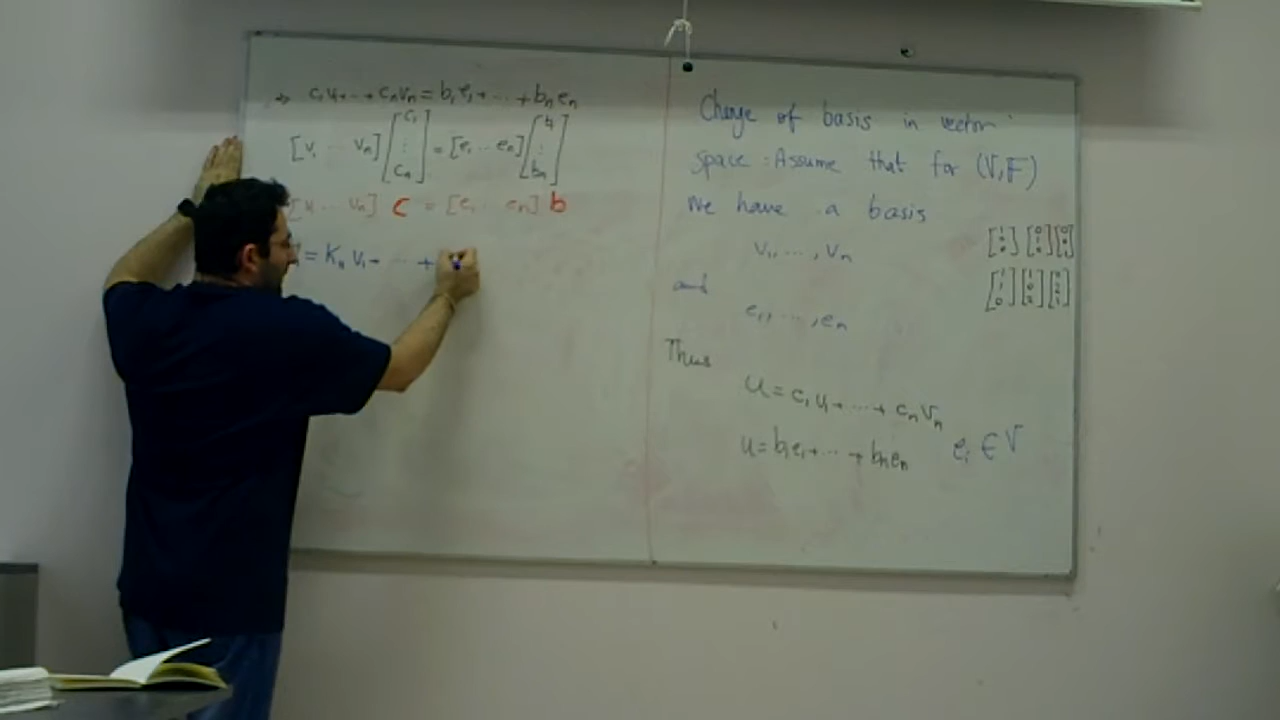 ⇒ c₁v₁+...+cₙvₙ = b₁e₁+...+bₙeₙ
[v₁ ... vₙ] [c₁ ⋮ cₙ] = [e₁ ... eₙ] [b₁ ⋮ bₙ]
[v₁ ... vₙ] c = [e₁ ... eₙ] b
= K₁₁ v₁ + ... +
Change of basis in vector
space : Assume that for (V,F)
we have a basis
v₁, ..., vₙ
and
e₁, ..., eₙ
Thus
u = c₁v₁+...+ cₙvₙ
u = b₁e₁+...+ bₙeₙ
eᵢ ∈ V